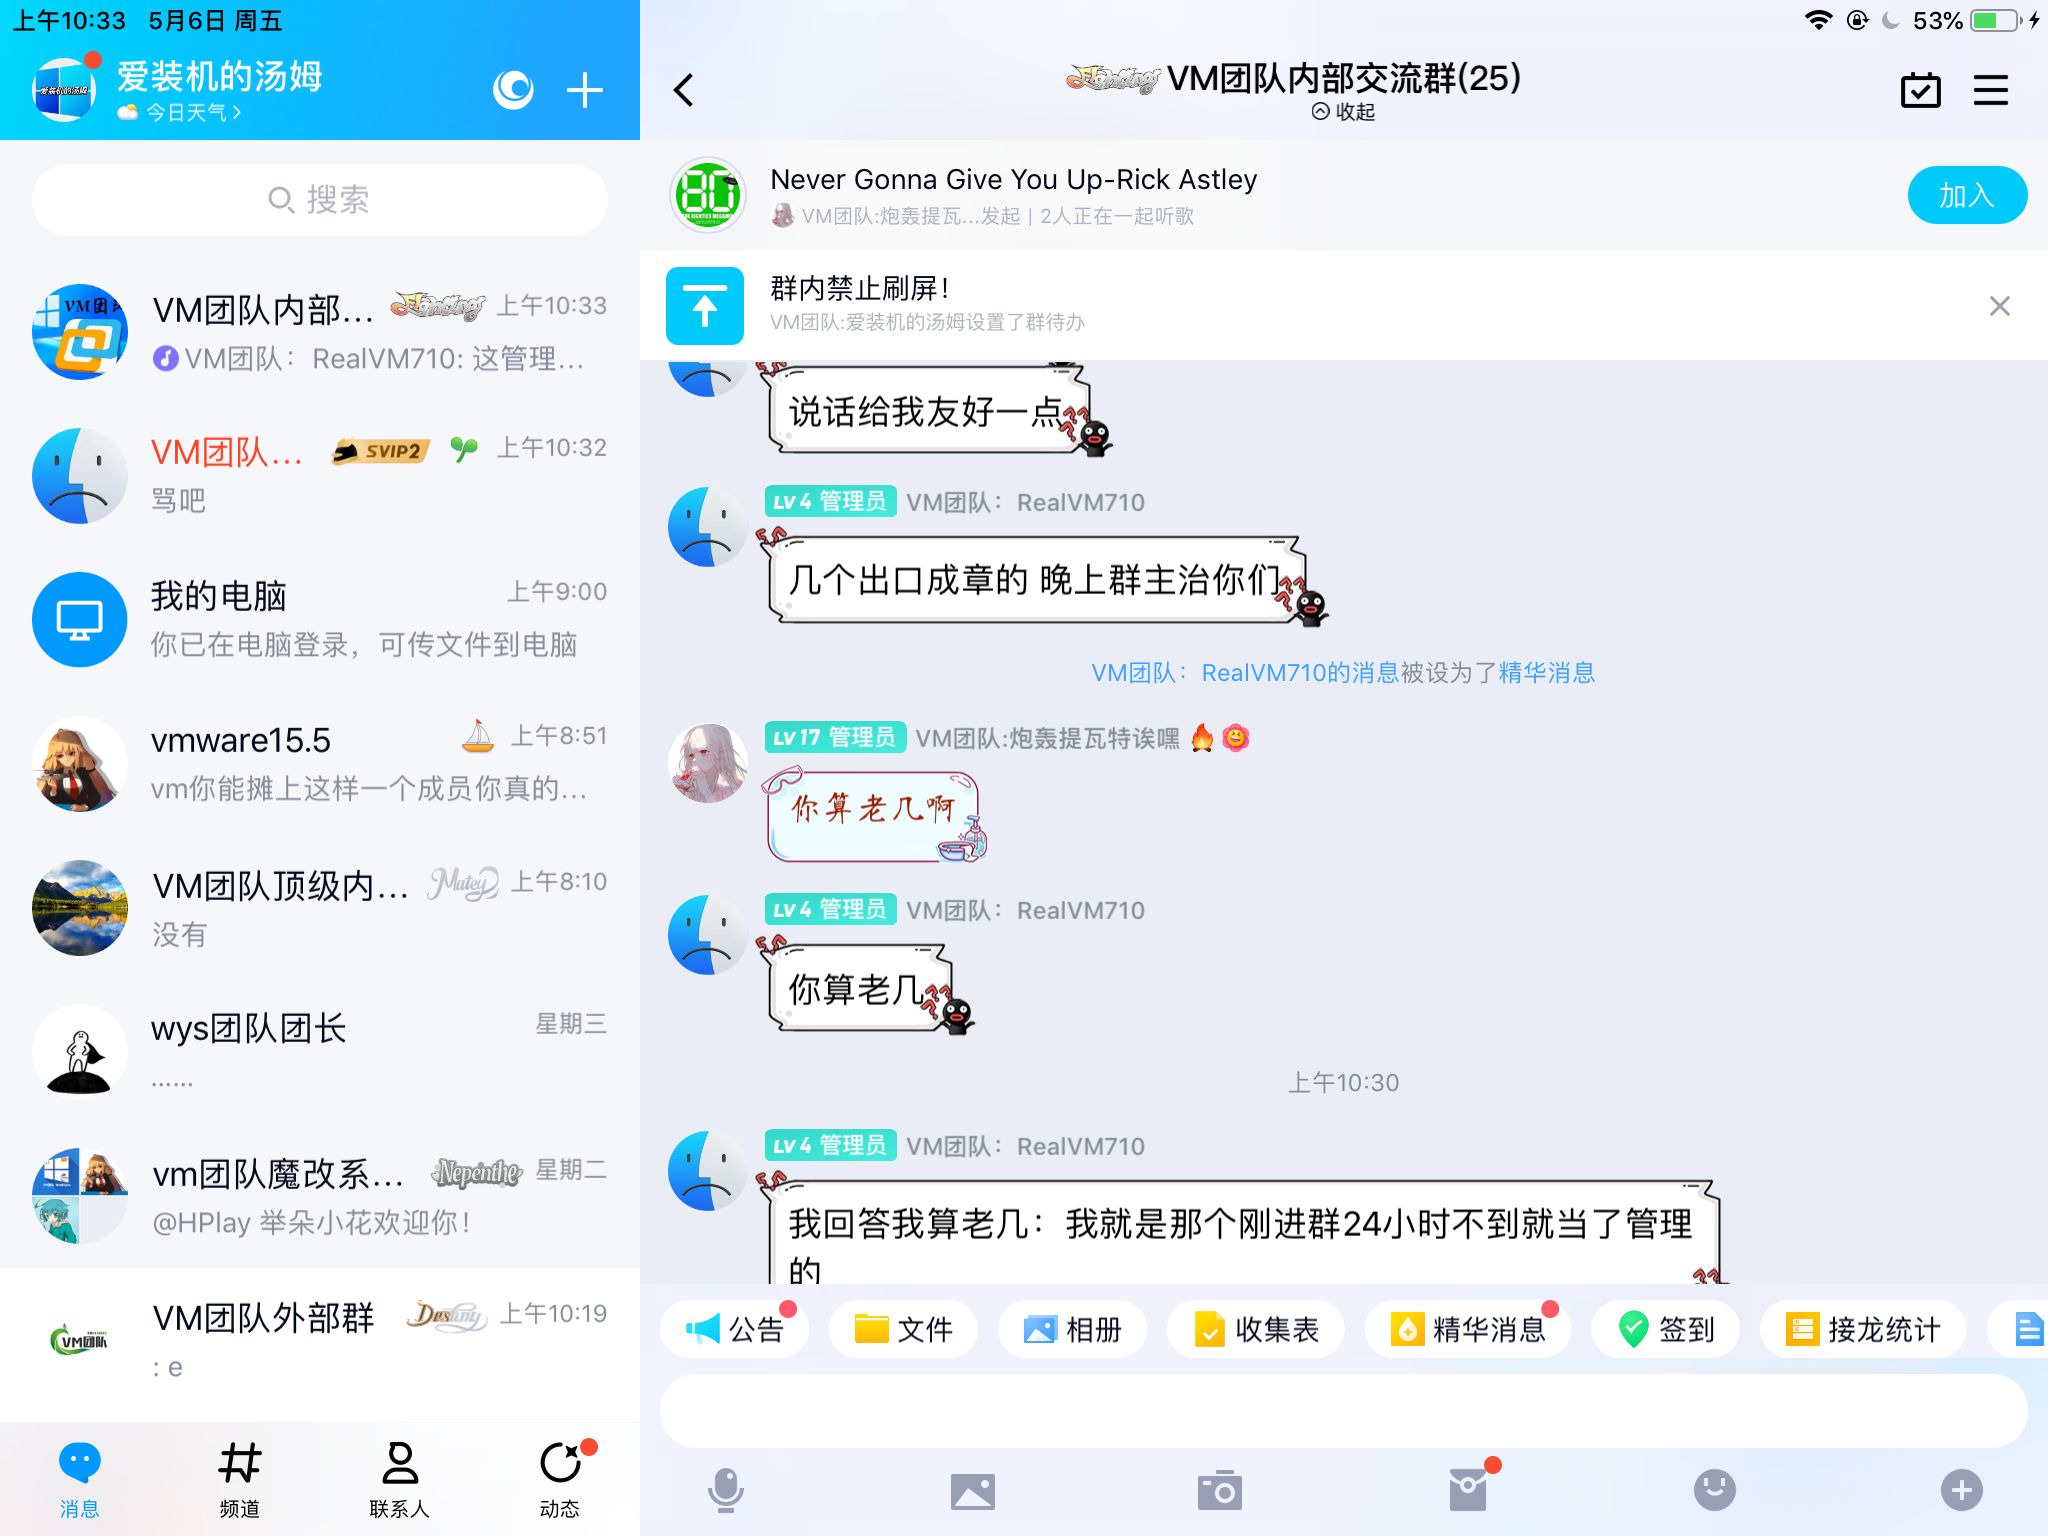 上午10:33 5月6日 周五
53%
爱装机的汤姆
爱装机的汤姆
今日天气
搜索
VM团队内部... Flanking 上午10:33
VM团队：RealVM710: 这管理...
VM团队... SVIP2 上午10:32
骂吧
我的电脑 上午9:00
你已在电脑登录，可传文件到电脑
vmware15.5 上午8:51
vm你能摊上这样一个成员你真的...
VM团队顶级内... Matey 上午8:10
没有
wys团队团长 星期三
......
vm团队魔改系... Nepenthe 星期二
@HPlay 举朵小花欢迎你！
VM团队
VM团队外部群 Destiny 上午10:19
: e
消息
频道
联系人
动态
VM团队内部交流群(25)
收起
80
Never Gonna Give You Up-Rick Astley
VM团队:炮轰提瓦...发起 | 2人正在一起听歌
加入
群内禁止刷屏！
VM团队:爱装机的汤姆设置了群待办
说话给我友好一点
LV4 管理员 VM团队：RealVM710
几个出口成章的 晚上群主治你们
VM团队：RealVM710的消息被设为了精华消息
LV17 管理员 VM团队:炮轰提瓦特诶嘿
你算老几啊
LV4 管理员 VM团队：RealVM710
你算老几
上午10:30
LV4 管理员 VM团队：RealVM710
我回答我算老几：我就是那个刚进群24小时不到就当了管理
的
公告
文件
相册
收集表
精华消息
签到
接龙统计